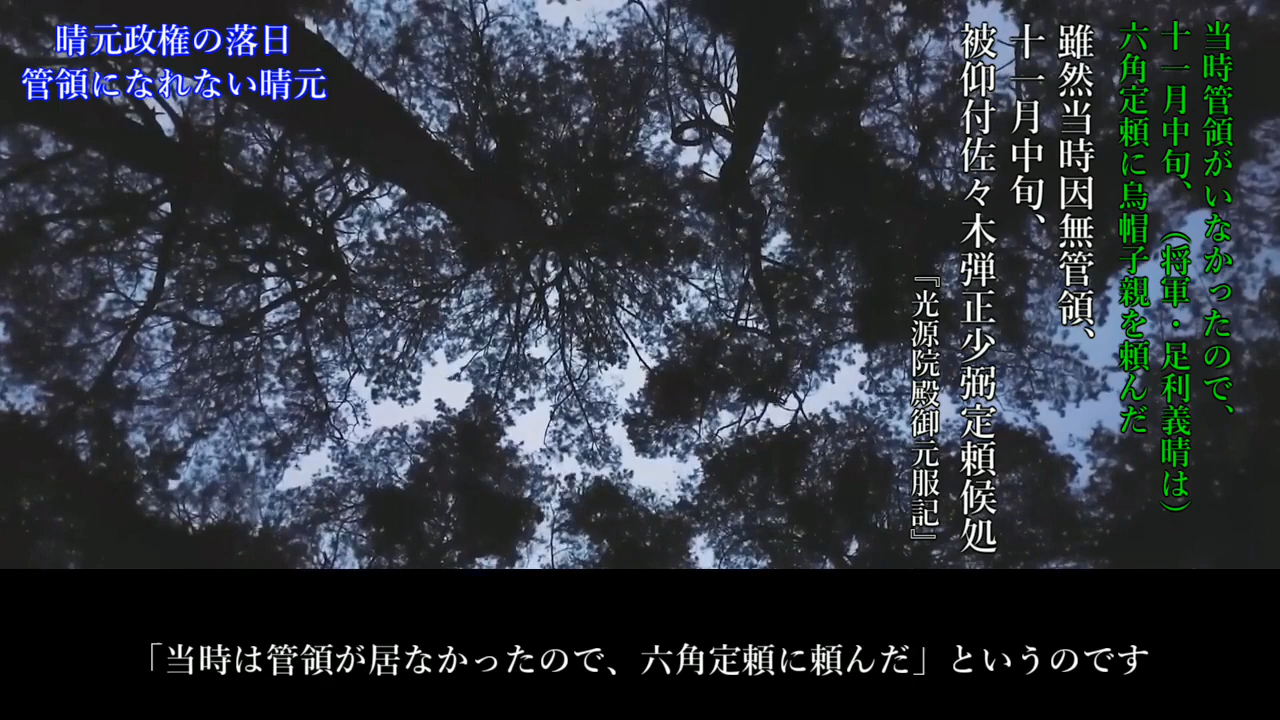 晴元政権の落日
管領になれない晴元
当時管領がいなかったので、
十一月中旬、（将軍・足利義晴は）
六角定頼に烏帽子親を頼んだ
雖然当時因無管領、
十一月中旬、
被仰付佐々木弾正少弼定頼候処
『光源院殿御元服記』
「当時は管領が居なかったので、六角定頼に頼んだ」というのです